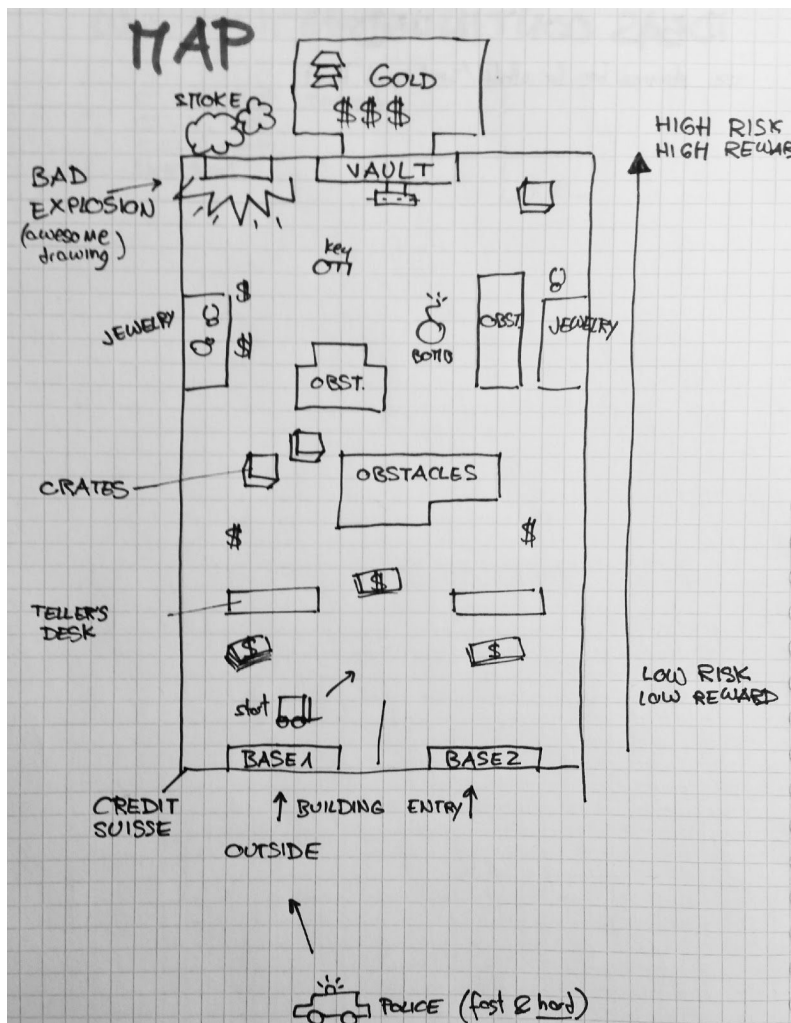 MAP
GOLD
$$$
SMOKE
HIGH RISK
HIGH REWARD
VAULT
BAD
EXPLOSION
(awesome
drawing)
key
$
JEWELRY
$
BOMB
OBST.
JEWELRY
OBST.
OBSTACLES
CRATES
$
$
$
TELLER'S
DESK
$
$
LOW RISK
LOW REWARD
start
BASE1
BASE2
CREDIT
SUISSE
BUILDING ENTRY
OUTSIDE
POLICE (fast & hard)